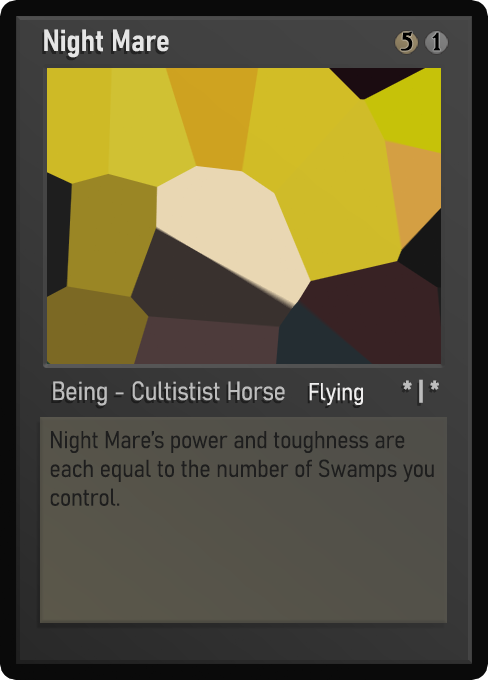 Night Mare 5 1
Being - Cultistist Horse Flying *|*
Night Mare's power and toughness are
each equal to the number of Swamps you
control.